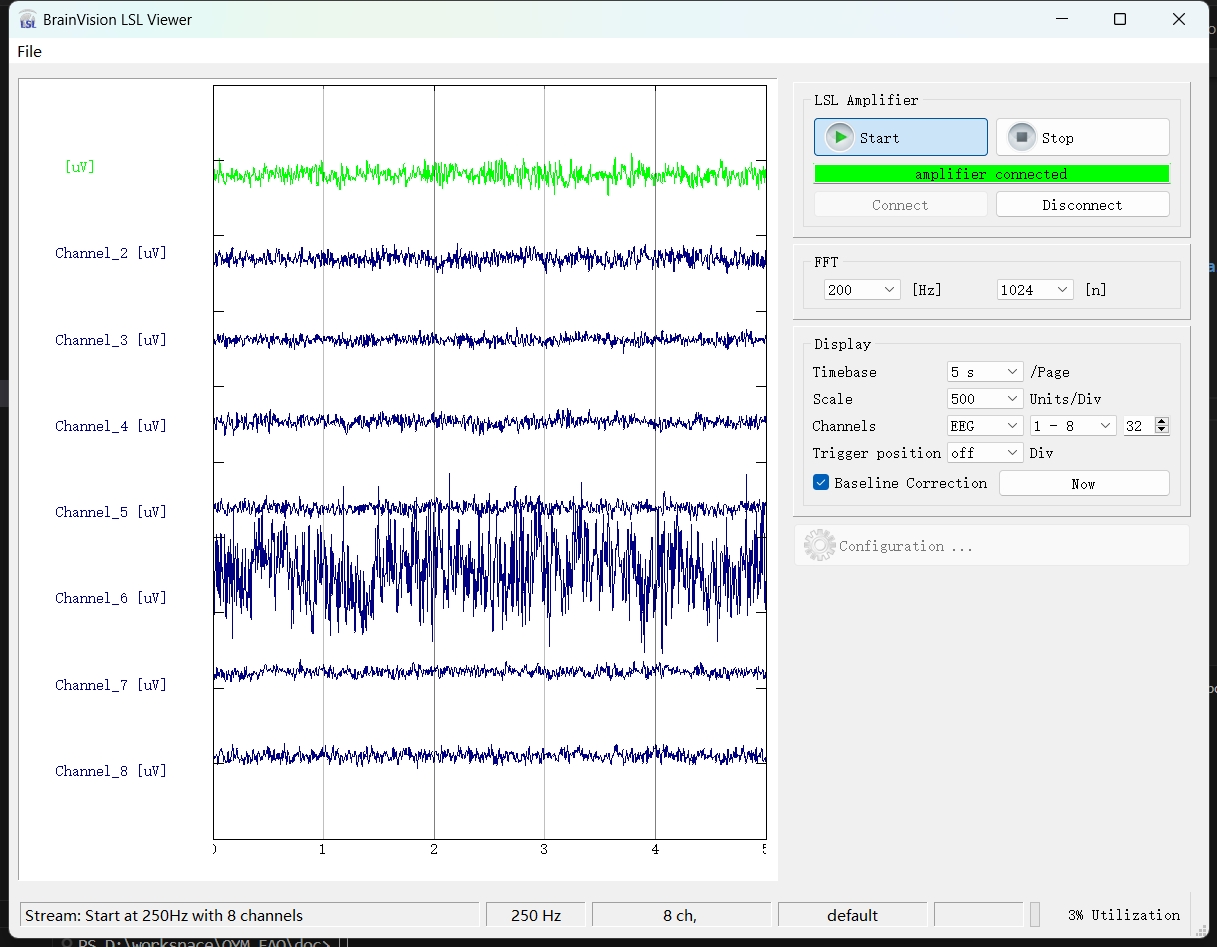 BrainVision LSL Viewer
File
[uV]
Channel_2 [uV]
Channel_3 [uV]
Channel_4 [uV]
Channel_5 [uV]
Channel_6 [uV]
Channel_7 [uV]
Channel_8 [uV]
0 1 2 3 4 5
LSL Amplifier
Start Stop
amplifier connected
Connect Disconnect
FFT
200 [Hz] 1024 [n]
Display
Timebase 5 s /Page
Scale 500 Units/Div
Channels EEG 1 - 8 32
Trigger position off Div
Baseline Correction Now
Configuration ...
Stream: Start at 250Hz with 8 channels 250 Hz 8 ch, default 3% Utilization